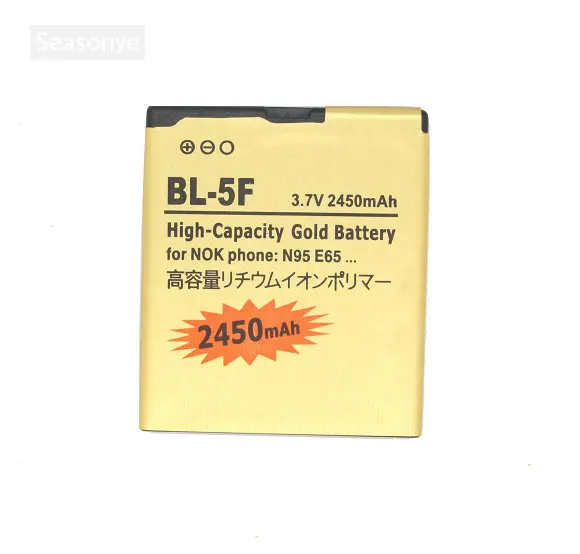 Seasonye
BL-5F 3.7V 2450mAh
High-Capacity Gold Battery
for NOK phone: N95 E65 ...
高容量リチウムイオンポリマー
2450mAh